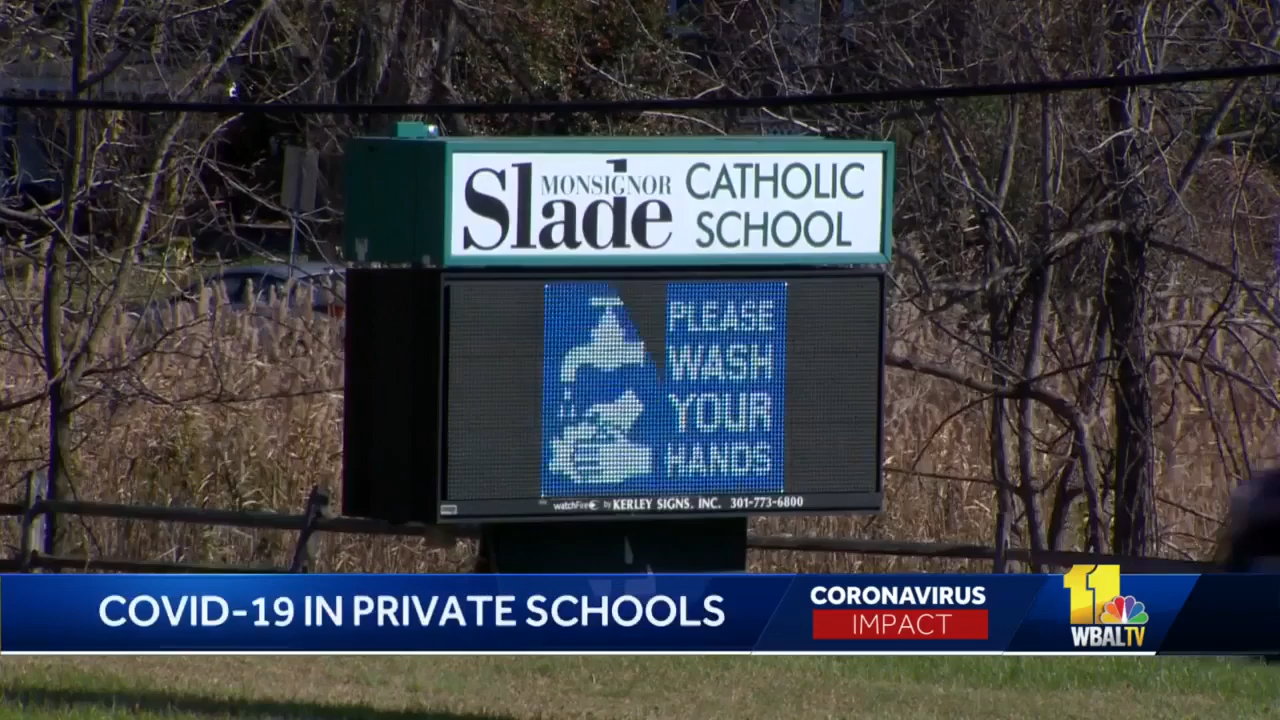 MONSIGNOR
Slade
CATHOLIC
SCHOOL
PLEASE
WASH
YOUR
HANDS
watchFire by KERLEY SIGNS, INC. 301-773-6800
COVID-19 IN PRIVATE SCHOOLS
CORONAVIRUS
IMPACT
1
WBALTV